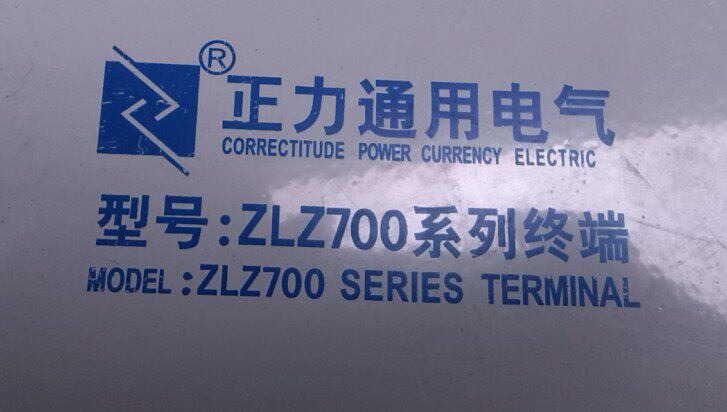 ® 正力通用电气
CORRECTITUDE POWER CURRENCY ELECTRIC
型号:ZLZ700系列终端
MODEL:ZLZ700 SERIES TERMINAL